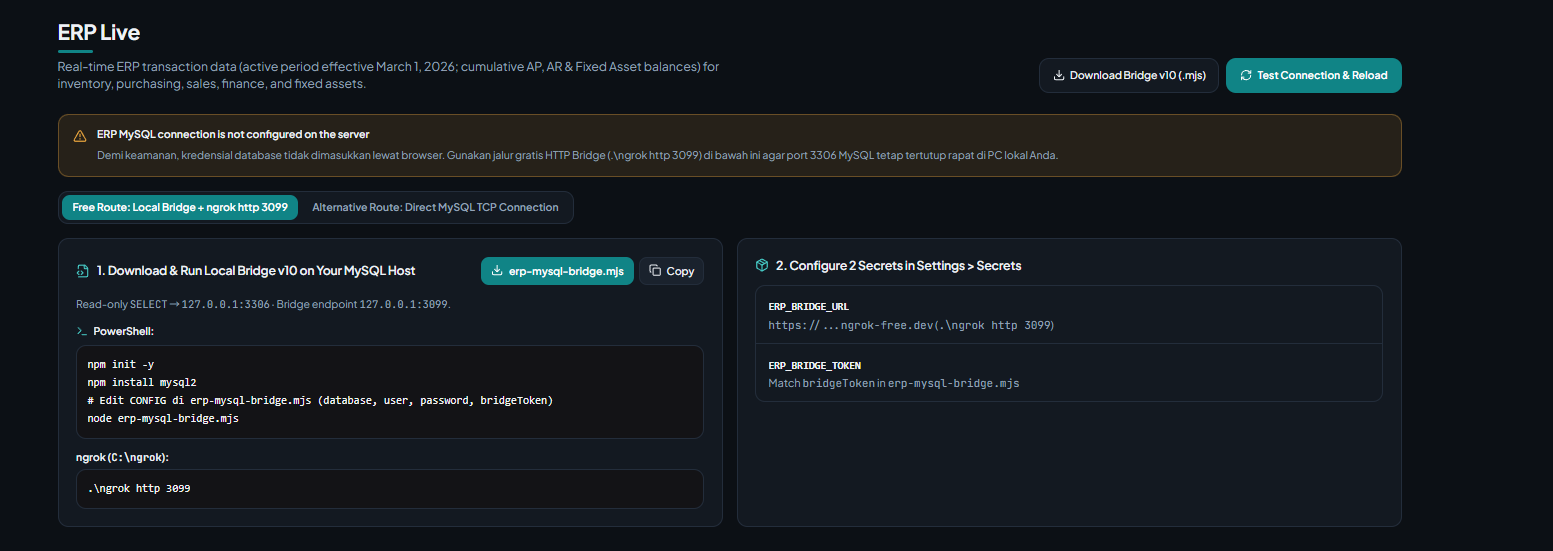 ERP Live
Real-time ERP transaction data (active period effective March 1, 2026; cumulative AP, AR & Fixed Asset balances) for
inventory, purchasing, sales, finance, and fixed assets.
Download Bridge v10 (.mjs)
Test Connection & Reload
ERP MySQL connection is not configured on the server
Demi keamanan, kredensial database tidak dimasukkan lewat browser. Gunakan jalur gratis HTTP Bridge (.\ngrok http 3099) di bawah ini agar port 3306 MySQL tetap tertutup rapat di PC lokal Anda.
Free Route: Local Bridge + ngrok http 3099
Alternative Route: Direct MySQL TCP Connection
1. Download & Run Local Bridge v10 on Your MySQL Host
erp-mysql-bridge.mjs
Copy
Read-only SELECT → 127.0.0.1:3306 · Bridge endpoint 127.0.0.1:3099.
>_ PowerShell:
npm init -y
npm install mysql2
# Edit CONFIG di erp-mysql-bridge.mjs (database, user, password, bridgeToken)
node erp-mysql-bridge.mjs
ngrok (C:\ngrok):
.\ngrok http 3099
2. Configure 2 Secrets in Settings > Secrets
ERP_BRIDGE_URL
https://...ngrok-free.dev(.\ngrok http 3099)
ERP_BRIDGE_TOKEN
Match bridgeToken in erp-mysql-bridge.mjs